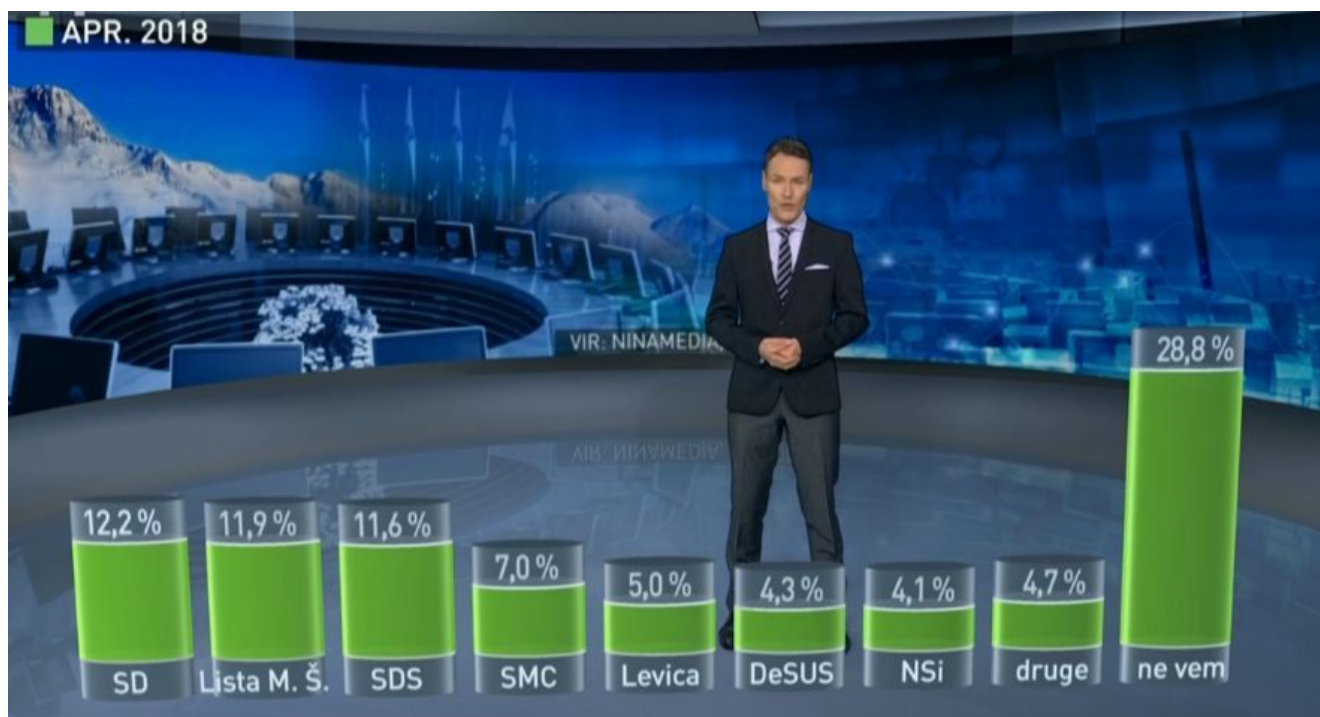 APR. 2018
VIR: NINAMEDIA
28,8 %
12,2 %
11,9 %
11,6 %
7,0 %
5,0 %
4,3 %
4,1 %
4,7 %
SD
Lista M. Š.
SDS
SMC
Levica
DeSUS
NSi
druge
ne vem